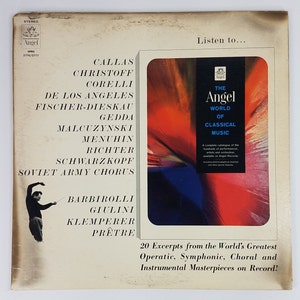 STEREO
Angel
Listen to...
CALLAS
CHRISTOFF
CORELLI
DE LOS ANGELES
FISCHER-DIESKAU
GEDDA
MALCUZYNSKI
MENUHIN
RICHTER
SCHWARZKOPF
SOVIET ARMY CHORUS
BARBIROLLI
GIULINI
KLEMPERER
PRÊTRE
THE
Angel
WORLD
OF
CLASSICAL
MUSIC
20 Excerpts from the World's Greatest
Operatic, Symphonic, Choral and
Instrumental Masterpieces on Record!